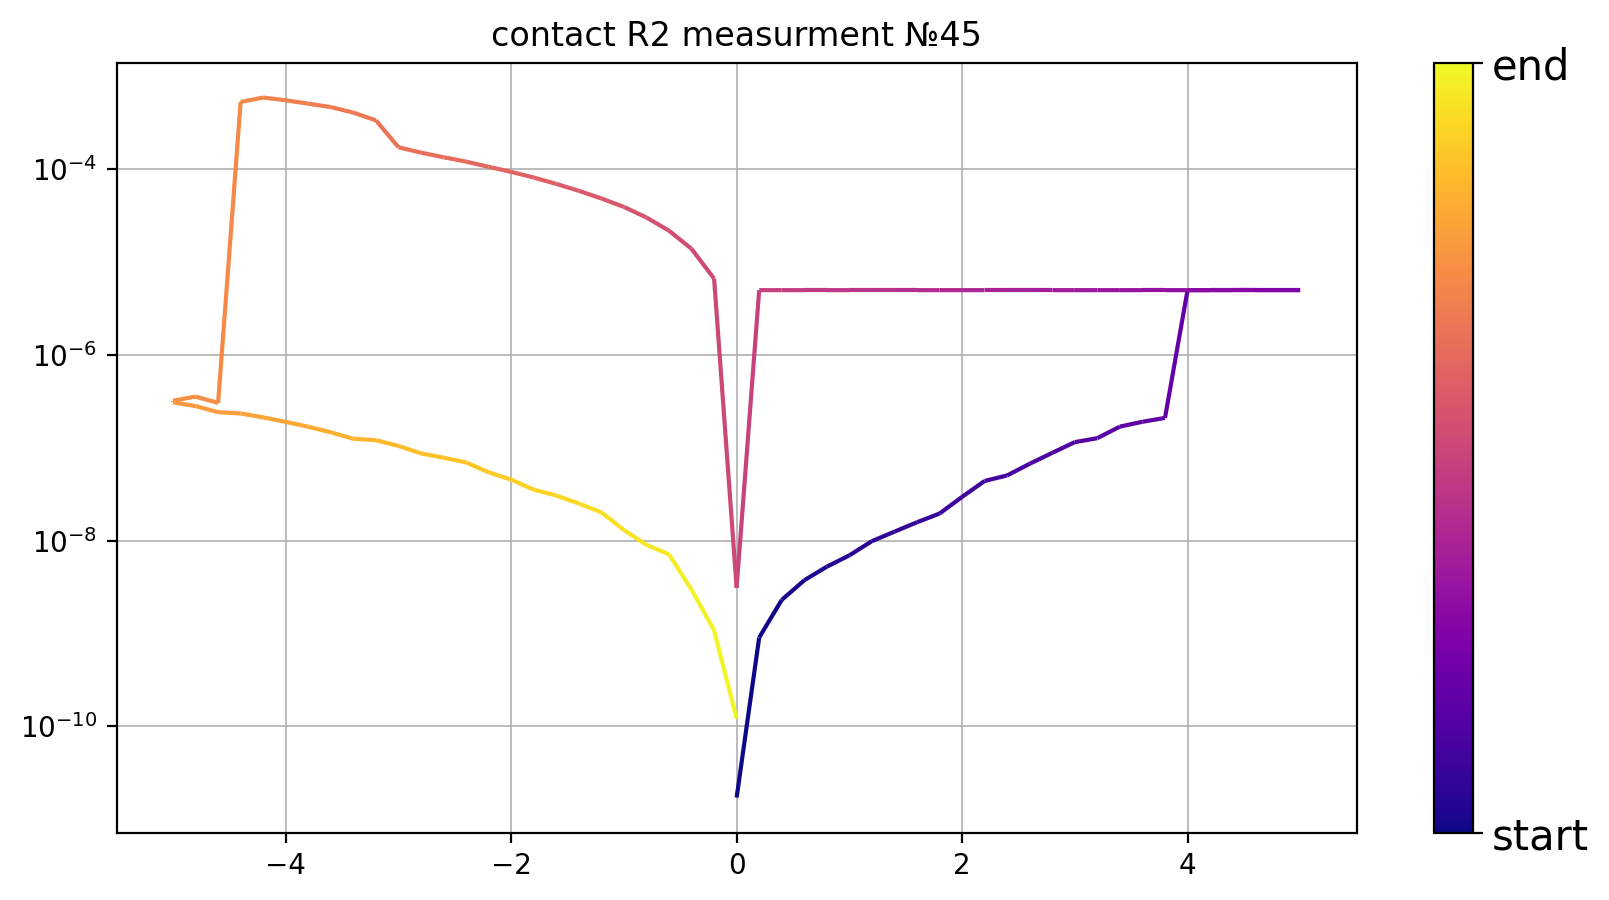 contact R2 measurment №45
10⁻⁴
10⁻⁶
10⁻⁸
10⁻¹⁰
−4 −2 0 2 4
end
start